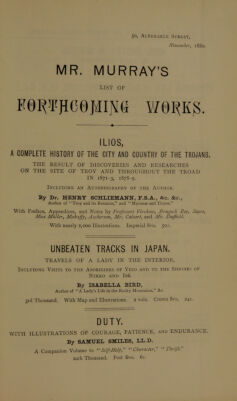 50, Albemarle Street,
November, 1880.
MR. MURRAY'S
LIST OF
FORTHCOMING WORKS.
ILIOS,
A COMPLETE HISTORY OF THE CITY AND COUNTRY OF THE TROJANS.
THE RESULT OF DISCOVERIES AND RESEARCHES
ON THE SITE OF TROY AND THROUGHOUT THE TROAD
IN 1871-3, 1878-9.
Including an Autobiography of the Author.
By Dr. HENRY SCHLIEMANN, F.S.A., &c. &c.,
Author of "Troy and its Remains," and "Mycenæ and Tiryns."
With Preface, Appendices, and Notes by Professors Virchow, Brugsch Bey, Sayce,
Max Müller, Mahaffy, Ascherson, Mr. Calvert, and Mr. Duffield.
With nearly 2,000 Illustrations. Imperial 8vo. 50s.
UNBEATEN TRACKS IN JAPAN.
TRAVELS OF A LADY IN THE INTERIOR,
Including Visits to the Aborigines of Yezo and to the Shrines of
Nikko and Isé.
By ISABELLA BIRD,
Author of "A Lady's Life in the Rocky Mountains," &c.
3rd Thousand. With Map and Illustrations. 2 vols. Crown 8vo. 24s.
DUTY.
WITH ILLUSTRATIONS OF COURAGE, PATIENCE, and ENDURANCE.
By SAMUEL SMILES, LL.D.
A Companion Volume to "Self-Help," "Character," "Thrift."
Thousand. Post 8vo. 6s.